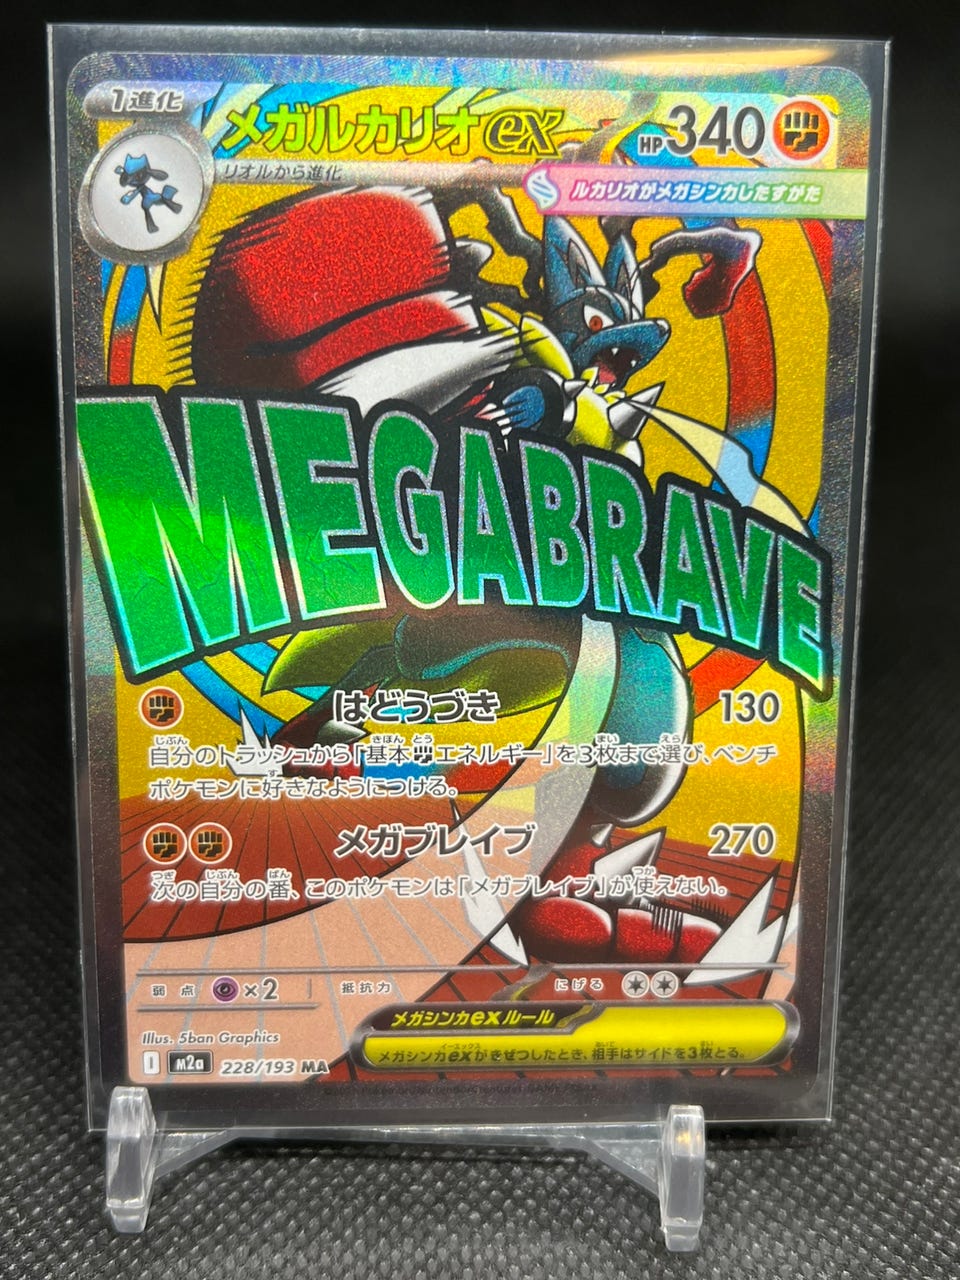 1進化
メガルカリオex
HP340
リオルから進化
ルカリオがメガシンカしたすがた
MEGABRAVE
はどうづき 130
自分のトラッシュから「基本エネルギー」を3枚まで選び、ベンチ
ポケモンに好きなようにつける。
メガブレイブ 270
次の自分の番、このポケモンは「メガブレイブ」が使えない。
弱点 ×2 抵抗力 にげる
メガシンカexルール
メガシンカexがきぜつしたとき、相手はサイドを3枚とる。
Illus. 5ban Graphics
I m2a 228/193 MA